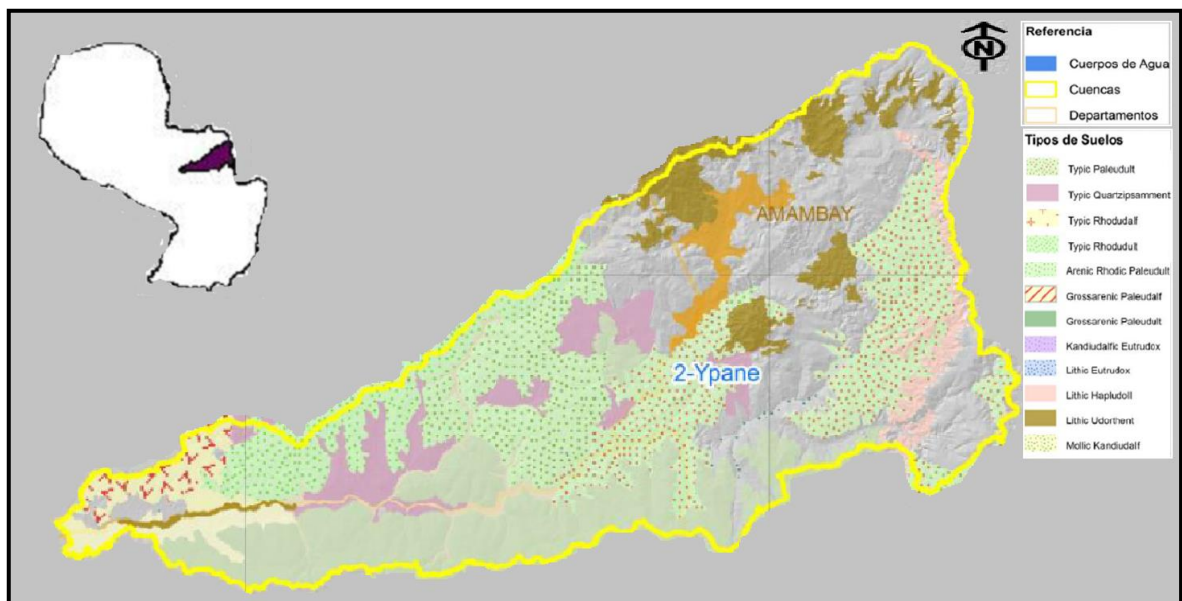 N
Referencia
Cuerpos de Agua
Cuencas
Departamentos
Tipos de Suelos
Typic Paleudult
Typic Quartzipsamment
Typic Rhodudalf
Typic Rhodudult
Arenic Rhodic Paleudult
Grossarenic Paleudalf
Grossarenic Paleudult
Kandiudalfic Eutrudox
Lithic Eutrudox
Lithic Hapludoll
Lithic Udorthent
Mollic Kandiudalf
AMAMBAY
2-Ypane